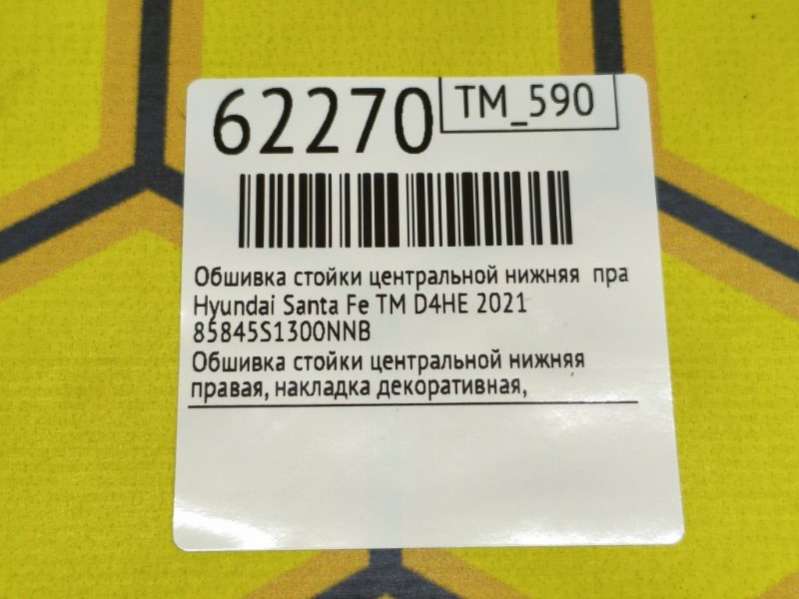 62270
TM_590
Обшивка стойки центральной нижняя пра
Hyundai Santa Fe TM D4HE 2021
85845S1300NNB
Обшивка стойки центральной нижняя
правая, накладка декоративная,